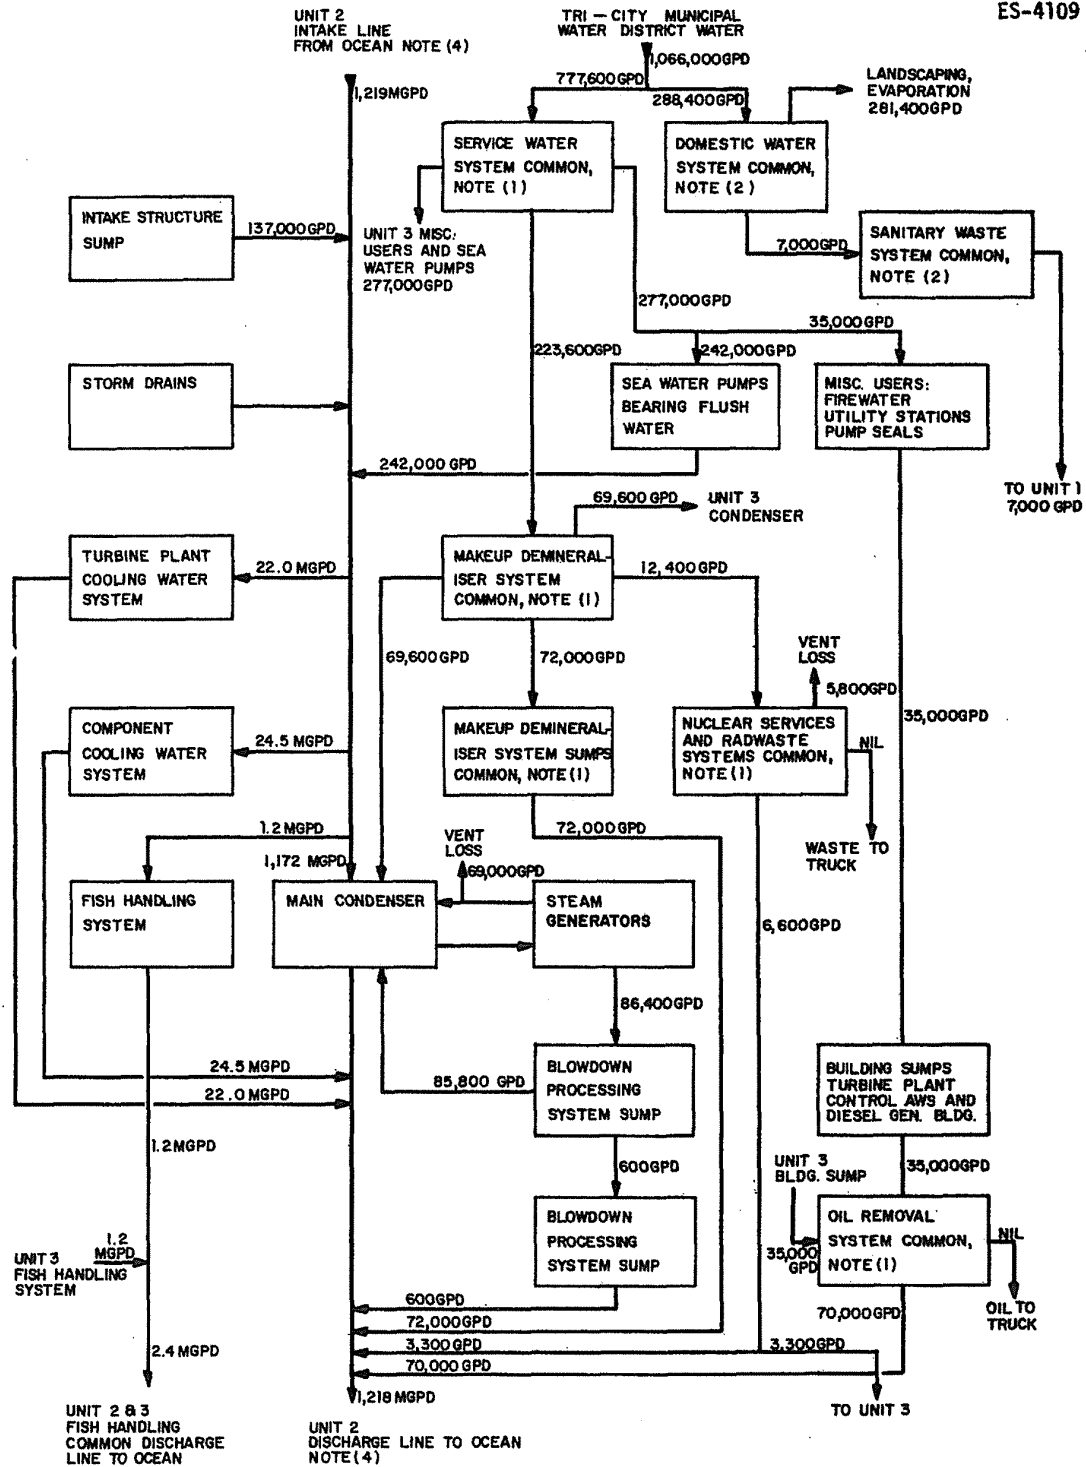 ES-4109
UNIT 2
INTAKE LINE
FROM OCEAN NOTE (4)
TRI-CITY MUNICIPAL
WATER DISTRICT WATER
1,066,000GPD
777,600GPD
288,400GPD
LANDSCAPING,
EVAPORATION
281,400GPD
1,219MGPD
SERVICE WATER
SYSTEM COMMON,
NOTE (1)
DOMESTIC WATER
SYSTEM COMMON,
NOTE (2)
INTAKE STRUCTURE
SUMP
137,000GPD
UNIT 3 MISC.
USERS AND SEA
WATER PUMPS
277,000GPD
7,000GPD
SANITARY WASTE
SYSTEM COMMON,
NOTE (2)
277,000GPD
35,000GPD
223,600GPD
242,000GPD
STORM DRAINS
SEA WATER PUMPS
BEARING FLUSH
WATER
MISC. USERS:
FIREWATER
UTILITY STATIONS
PUMP SEALS
242,000 GPD
TO UNIT 1
7,000 GPD
69,600 GPD
UNIT 3
CONDENSER
TURBINE PLANT
COOLING WATER
SYSTEM
22.0 MGPD
MAKEUP DEMINERAL-
ISER SYSTEM
COMMON, NOTE (1)
12,400GPD
69,600GPD
72,000GPD
VENT
LOSS
5,800GPD
COMPONENT
COOLING WATER
SYSTEM
24.5 MGPD
MAKEUP DEMINERAL-
ISER SYSTEM SUMPS
COMMON, NOTE(1)
NUCLEAR SERVICES
AND RADWASTE
SYSTEMS COMMON,
NOTE(1)
NIL
35,000GPD
WASTE TO
TRUCK
1.2 MGPD
72,000GPD
1,172 MGPD
VENT
LOSS
69,000GPD
FISH HANDLING
SYSTEM
MAIN CONDENSER
STEAM
GENERATORS
6,600GPD
86,400GPD
24.5 MGPD
22.0 MGPD
85,800 GPD
BLOWDOWN
PROCESSING
SYSTEM SUMP
BUILDING SUMPS
TURBINE PLANT
CONTROL AWS AND
DIESEL GEN. BLDG.
1.2MGPD
600GPD
UNIT 3
BLDG. SUMP
35,000GPD
BLOWDOWN
PROCESSING
SYSTEM SUMP
OIL REMOVAL
SYSTEM COMMON,
NOTE(1)
NIL
35,000
GPD
1.2
MGPD
UNIT 3
FISH HANDLING
SYSTEM
OIL TO
TRUCK
600GPD
72,000GPD
3,300GPD
70,000 GPD
3,300GPD
70,000GPD
2.4 MGPD
1,218 MGPD
TO UNIT 3
UNIT 2 & 3
FISH HANDLING
COMMON DISCHARGE
LINE TO OCEAN
UNIT 2
DISCHARGE LINE TO OCEAN
NOTE(4)